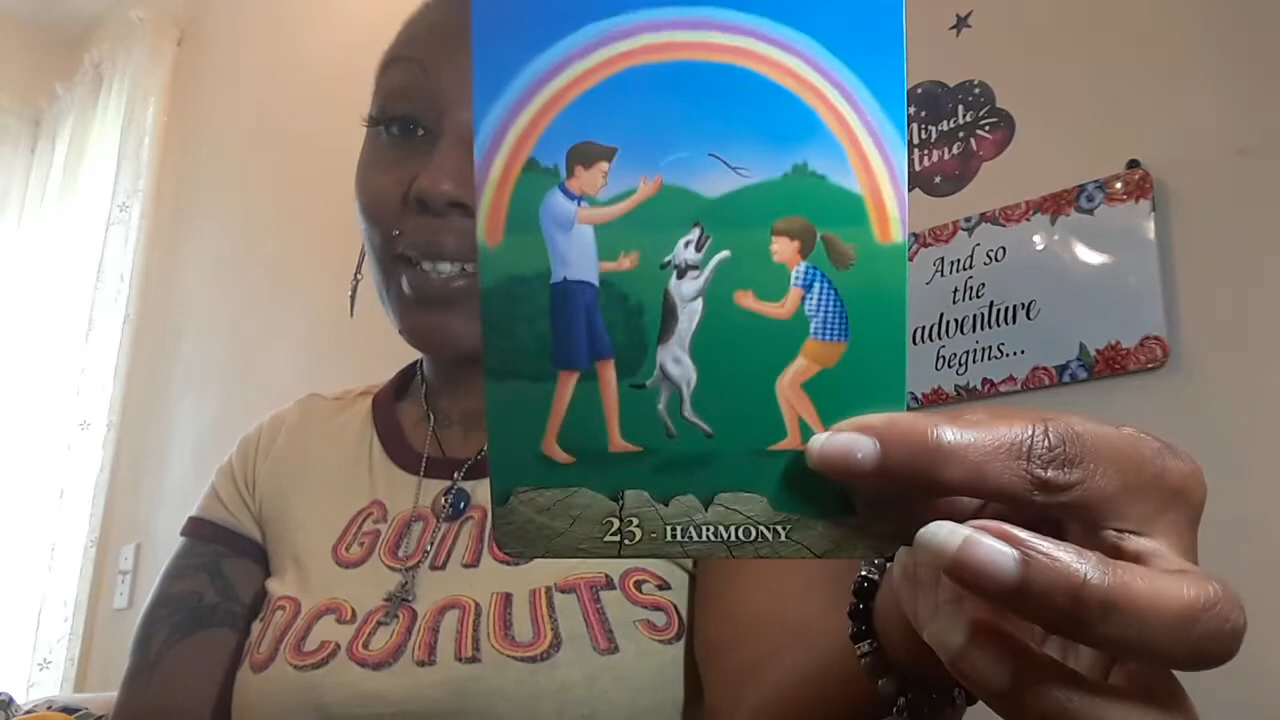 Miracle
time
And so
the
adventure
begins...
23 - HARMONY
COCONUTS